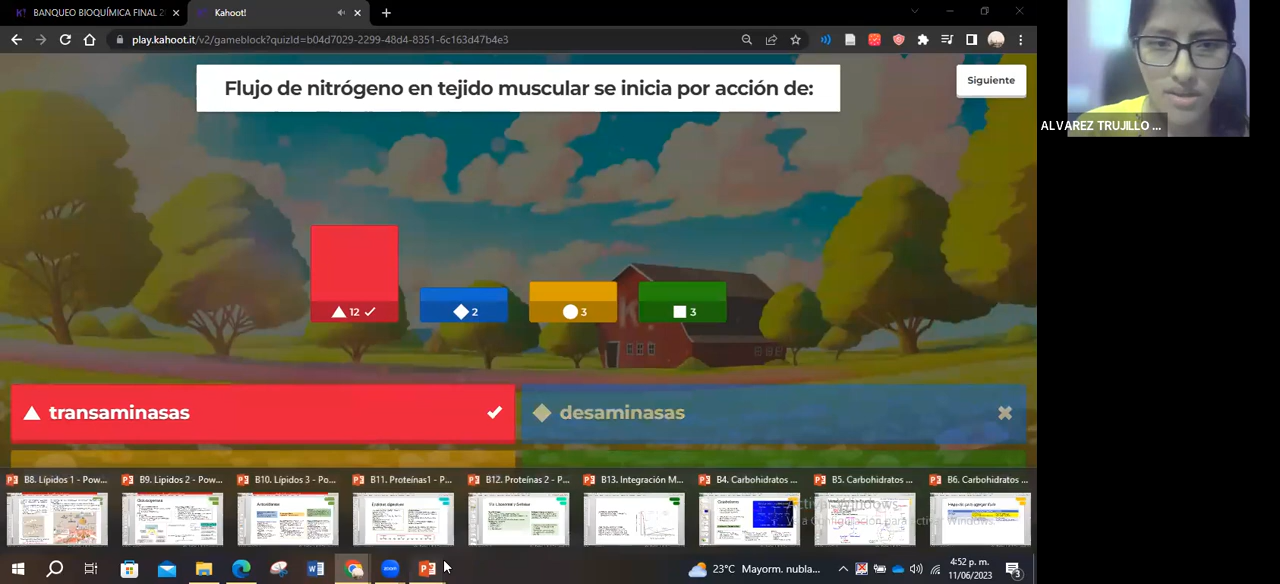 BANQUEO BIOQUÍMICA FINAL 2
Kahoot!
play.kahoot.it/v2/gameblock?quizId=b04d7029-2299-48d4-8351-6c163d47b4e3
Flujo de nitrógeno en tejido muscular se inicia por acción de:
Siguiente
ALVAREZ TRUJILLO ...
12
2
3
3
transaminasas
desaminasas
B8. Lípidos 1 - Pow...
B9. Lipidos 2 - Pow...
B10. Lípidos 3 - Pow...
B11. Proteínas1 - P...
B12. Proteínas 2 - P...
B13. Integración M...
B4. Carbohidratos ...
B5. Carbohidratos ...
B6. Carbohidratos ...
23°C Mayorm. nubla...
4:52 p. m.
11/06/2023
3